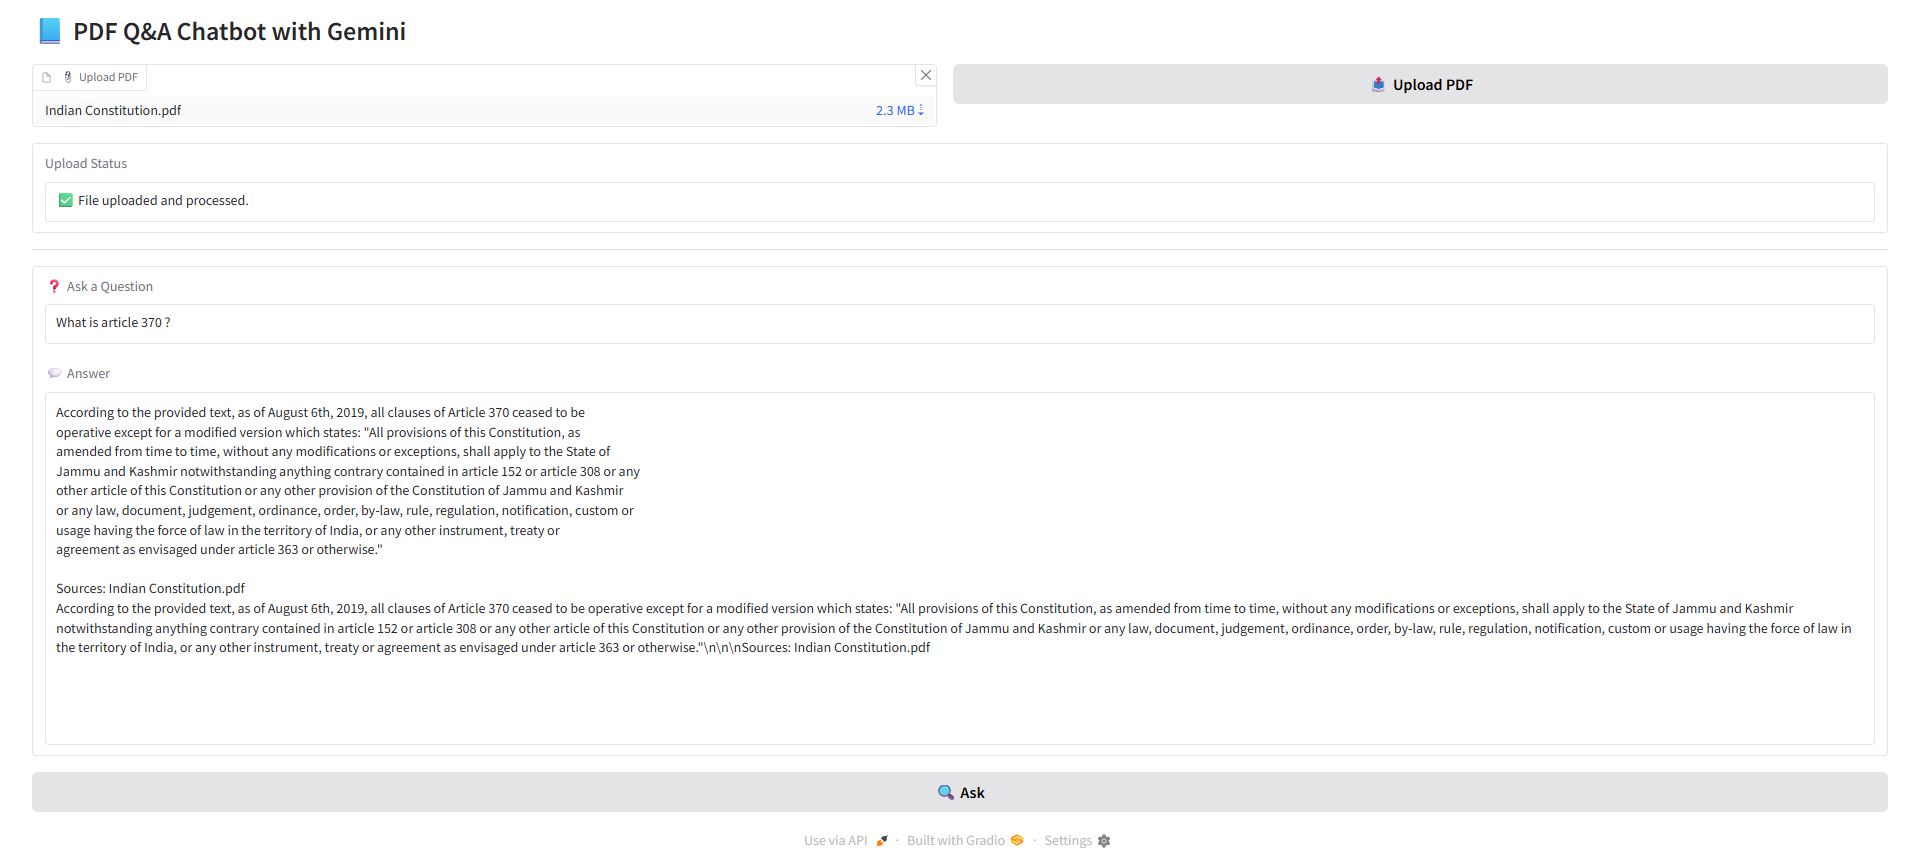 📘 PDF Q&A Chatbot with Gemini
Upload PDF
Indian Constitution.pdf 2.3 MB ⇣
📤 Upload PDF
Upload Status
✅ File uploaded and processed.
❓ Ask a Question
What is article 370 ?
💬 Answer
According to the provided text, as of August 6th, 2019, all clauses of Article 370 ceased to be
operative except for a modified version which states: "All provisions of this Constitution, as
amended from time to time, without any modifications or exceptions, shall apply to the State of
Jammu and Kashmir notwithstanding anything contrary contained in article 152 or article 308 or any
other article of this Constitution or any other provision of the Constitution of Jammu and Kashmir
or any law, document, judgement, ordinance, order, by-law, rule, regulation, notification, custom or
usage having the force of law in the territory of India, or any other instrument, treaty or
agreement as envisaged under article 363 or otherwise."
Sources: Indian Constitution.pdf
According to the provided text, as of August 6th, 2019, all clauses of Article 370 ceased to be operative except for a modified version which states: "All provisions of this Constitution, as amended from time to time, without any modifications or exceptions, shall apply to the State of Jammu and Kashmir
notwithstanding anything contrary contained in article 152 or article 308 or any other article of this Constitution or any other provision of the Constitution of Jammu and Kashmir or any law, document, judgement, ordinance, order, by-law, rule, regulation, notification, custom or usage having the force of law in
the territory of India, or any other instrument, treaty or agreement as envisaged under article 363 or otherwise."\n\n\nSources: Indian Constitution.pdf
🔍 Ask
Use via API 🚀 · Built with Gradio · Settings ⚙